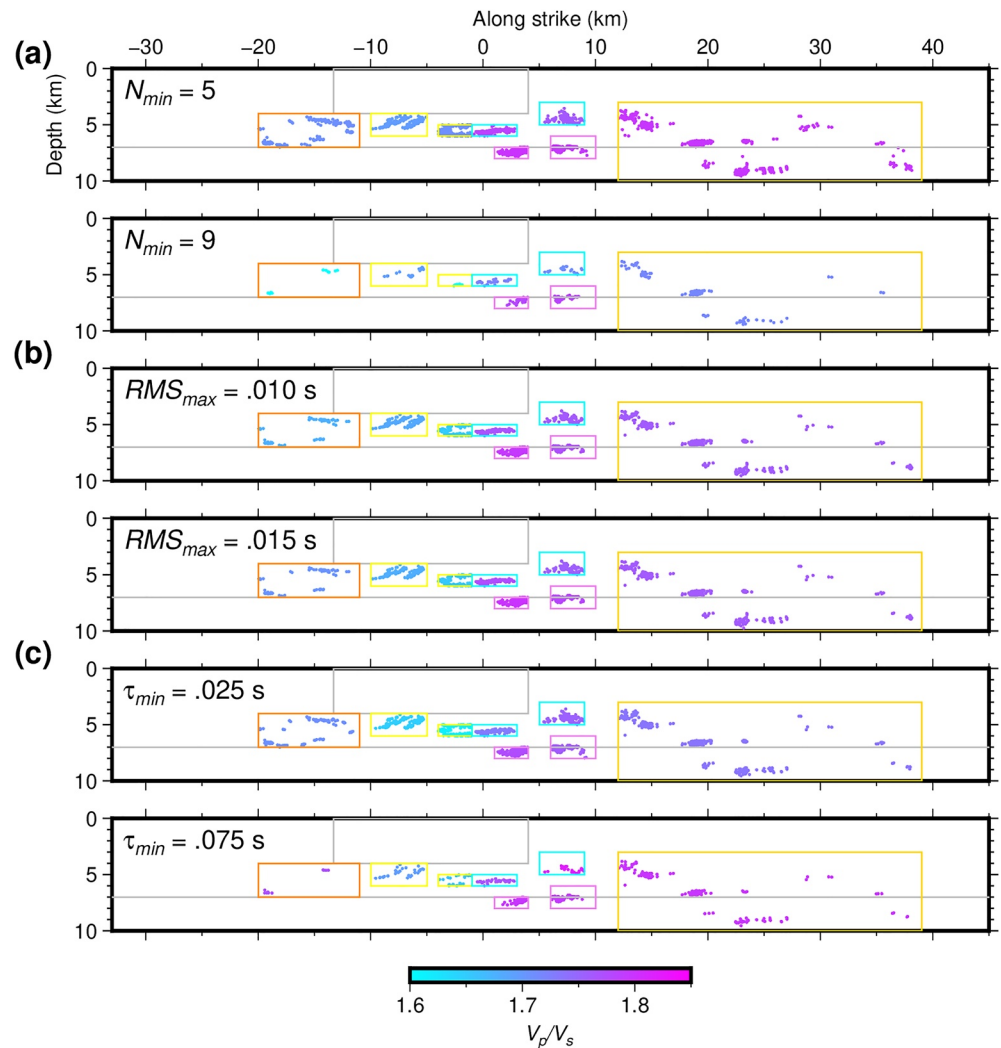 Along strike (km)
−30 −20 −10 0 10 20 30 40
(a)
Depth (km)
0
5
10
N_min = 5
0
5
10
N_min = 9
(b)
0
5
10
RMS_max = .010 s
0
5
10
RMS_max = .015 s
(c)
0
5
10
τ_min = .025 s
0
5
10
τ_min = .075 s
1.6 1.7 1.8
V_p/V_s